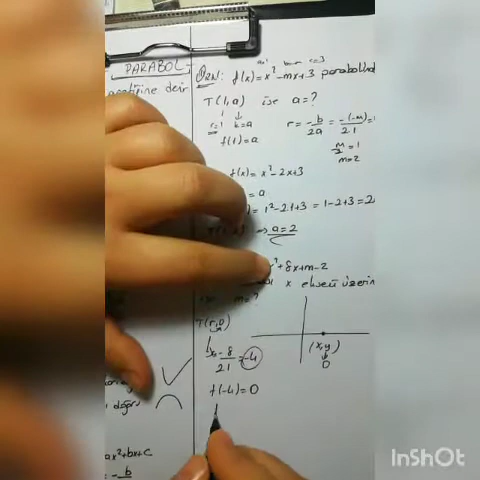 PARABOL
ÖRN: f(x)=x²-mx+3
T(1,a) ise a=?
r=1 k=a
r=-b/2a = -(-m)/2.1 =1
f(1)=a
m/2=1
m=2
f(x)=x²-2x+3
=a
=1²-2.1+3=1-2+3=2
⇒ a=2
+8x+m-2
x ekseni üzerin
m=?
T(r,0)
-8/2.1 =-4
(x,y)
0
f(-4)=0
ax²+bx+c
=-b
InShOt